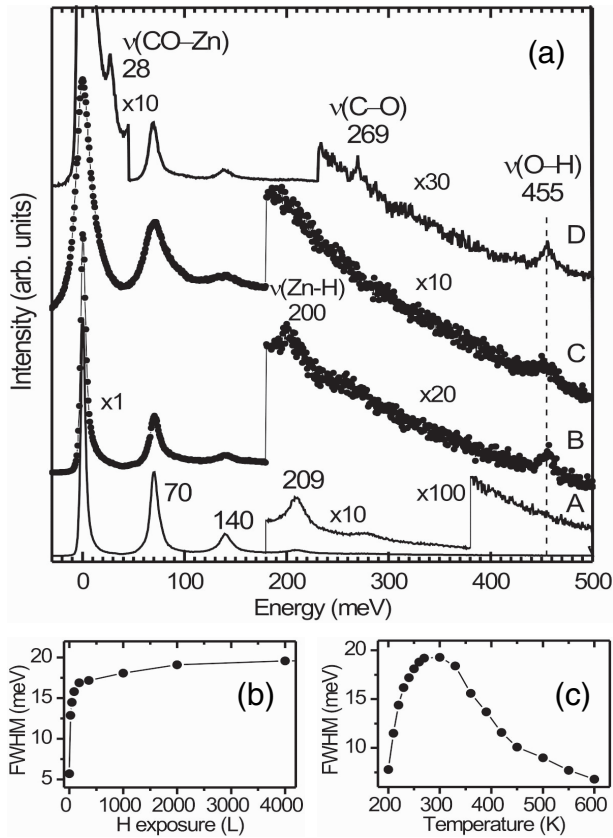 (a)
ν(CO–Zn)
28
x10
ν(C–O)
269
x30
ν(O–H)
455
D
x10
C
ν(Zn-H)
200
x20
B
x1
70
140
209
x10
x100
A
Intensity (arb. units)
0 100 200 300 400 500
Energy (meV)
(b)
FWHM (meV)
20
15
10
5
0 1000 2000 3000 4000
H exposure (L)
(c)
FWHM (meV)
20
10
200 300 400 500 600
Temperature (K)